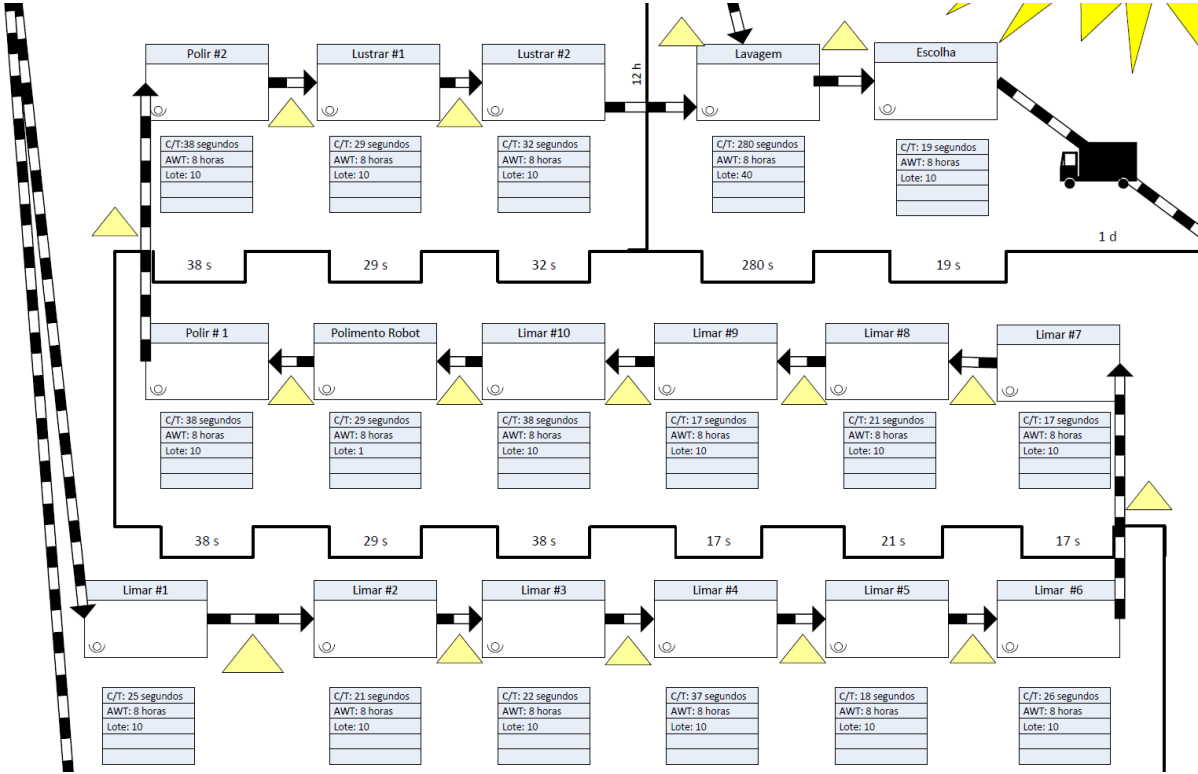 Polir #2
Lustrar #1
Lustrar #2
Lavagem
Escolha
12 h
C/T:38 segundos
AWT: 8 horas
Lote: 10
C/T: 29 segundos
AWT: 8 horas
Lote: 10
C/T: 32 segundos
AWT: 8 horas
Lote: 10
C/T: 280 segundos
AWT: 8 horas
Lote: 40
C/T: 19 segundos
AWT: 8 horas
Lote: 10
1 d
38 s
29 s
32 s
280 s
19 s
Polir # 1
Polimento Robot
Limar #10
Limar #9
Limar #8
Limar #7
C/T: 38 segundos
AWT: 8 horas
Lote: 10
C/T: 29 segundos
AWT: 8 horas
Lote: 1
C/T: 38 segundos
AWT: 8 horas
Lote: 10
C/T: 17 segundos
AWT: 8 horas
Lote: 10
C/T: 21 segundos
AWT: 8 horas
Lote: 10
C/T: 17 segundos
AWT: 8 horas
Lote: 10
38 s
29 s
38 s
17 s
21 s
17 s
Limar #1
Limar #2
Limar #3
Limar #4
Limar #5
Limar #6
C/T: 25 segundos
AWT: 8 horas
Lote: 10
C/T: 21 segundos
AWT: 8 horas
Lote: 10
C/T: 22 segundos
AWT: 8 horas
Lote: 10
C/T: 37 segundos
AWT: 8 horas
Lote: 10
C/T: 18 segundos
AWT: 8 horas
Lote: 10
C/T: 26 segundos
AWT: 8 horas
Lote: 10